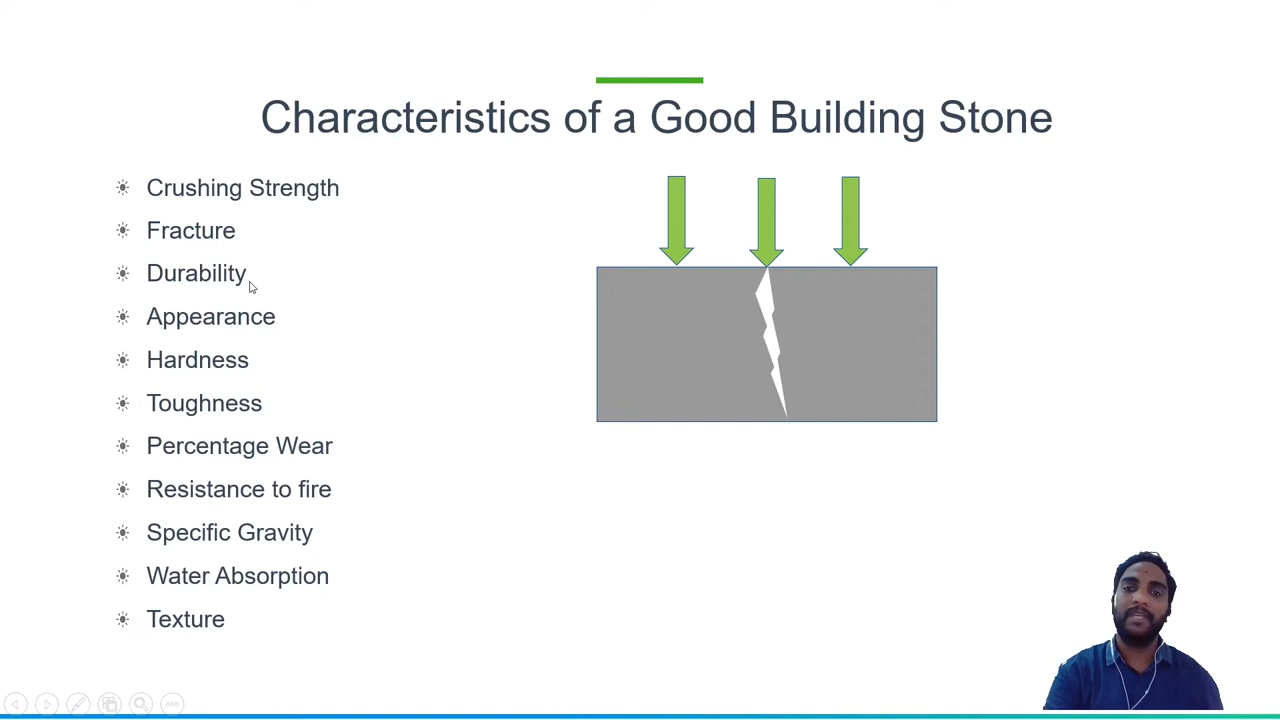 Characteristics of a Good Building Stone
Crushing Strength
Fracture
Durability
Appearance
Hardness
Toughness
Percentage Wear
Resistance to fire
Specific Gravity
Water Absorption
Texture